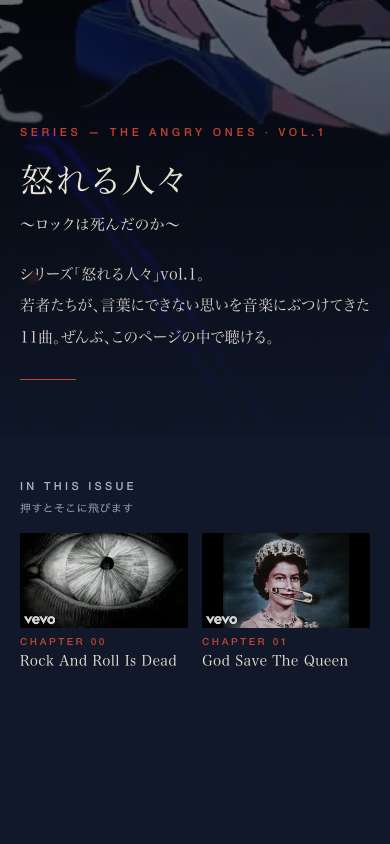 SERIES — THE ANGRY ONES · VOL.1
怒れる人々
〜ロックは死んだのか〜
シリーズ「怒れる人々」vol.1。
若者たちが、言葉にできない思いを音楽にぶつけてきた
11曲。ぜんぶ、このページの中で聴ける。
IN THIS ISSUE
押すとそこに飛びます
vevo
vevo
CHAPTER 00
CHAPTER 01
Rock And Roll Is Dead
God Save The Queen